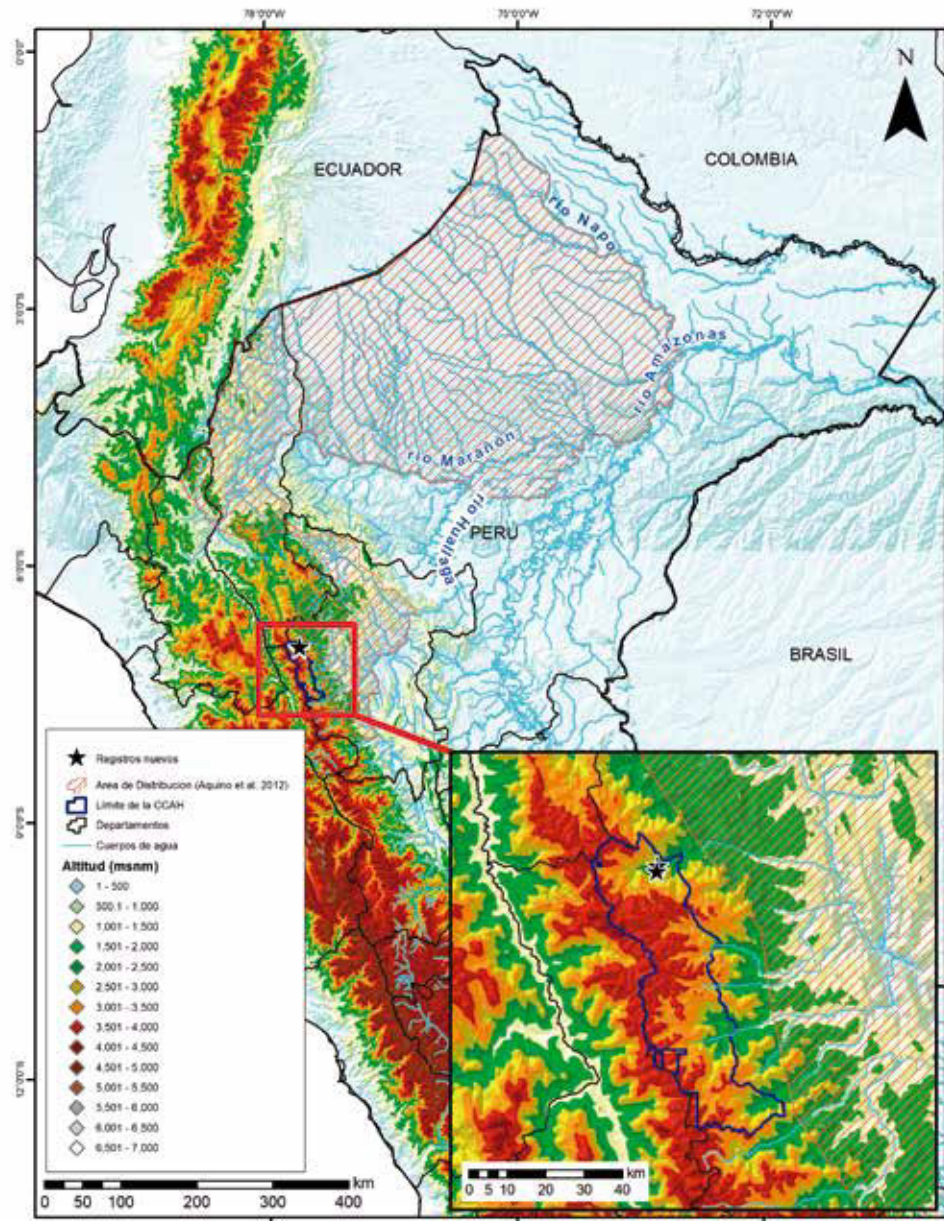 78°0'0"W 75°0'0"W 72°0'0"W
0°0'0"
N
ECUADOR
COLOMBIA
río Napo
3°0'0"S
río Amazonas
río Marañón
río Huallaga
PERU
6°0'0"S
BRASIL
Registros nuevos
Area de Distribucion (Aquino et al. 2012)
Límite de la CCAH
Departamentos
Cuerpos de agua
Altitud (msnm)
1 - 500
500.1 - 1,000
1,001 - 1,500
1,501 - 2,000
2,001 - 2,500
2,501 - 3,000
3,001 - 3,500
3,501 - 4,000
4,001 - 4,500
4,501 - 5,000
5,001 - 5,500
5,501 - 6,000
6,001 - 6,500
6,501 - 7,000
9°0'0"S
12°0'0"S
km
0 50 100 200 300 400
km
0 5 10 20 30 40